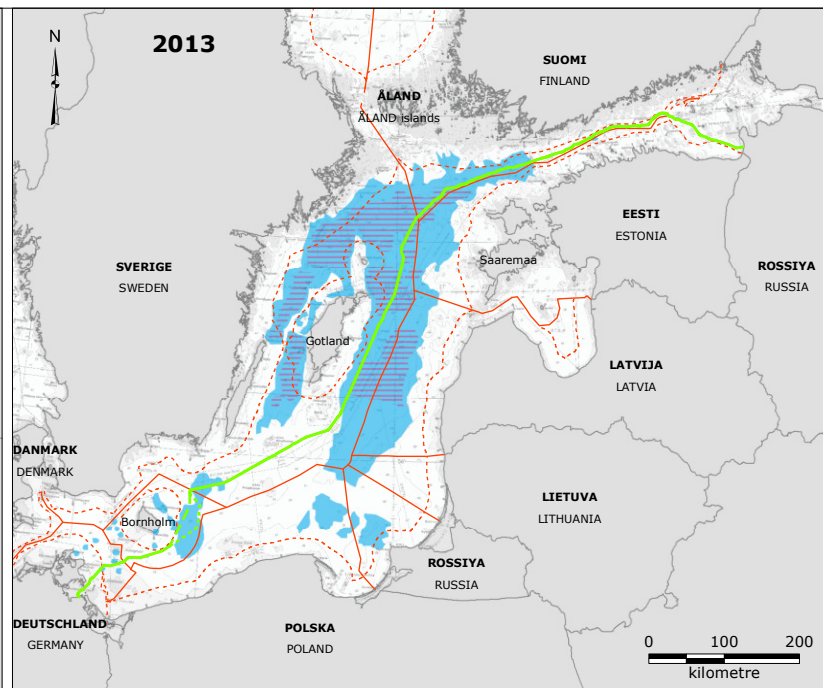 2013
N
SUOMI
FINLAND
ÅLAND
ÅLAND islands
EESTI
ESTONIA
Saaremaa
ROSSIYA
RUSSIA
SVERIGE
SWEDEN
Gotland
LATVIJA
LATVIA
DANMARK
DENMARK
LIETUVA
LITHUANIA
Bornholm
ROSSIYA
RUSSIA
DEUTSCHLAND
GERMANY
POLSKA
POLAND
0 100 200
kilometre